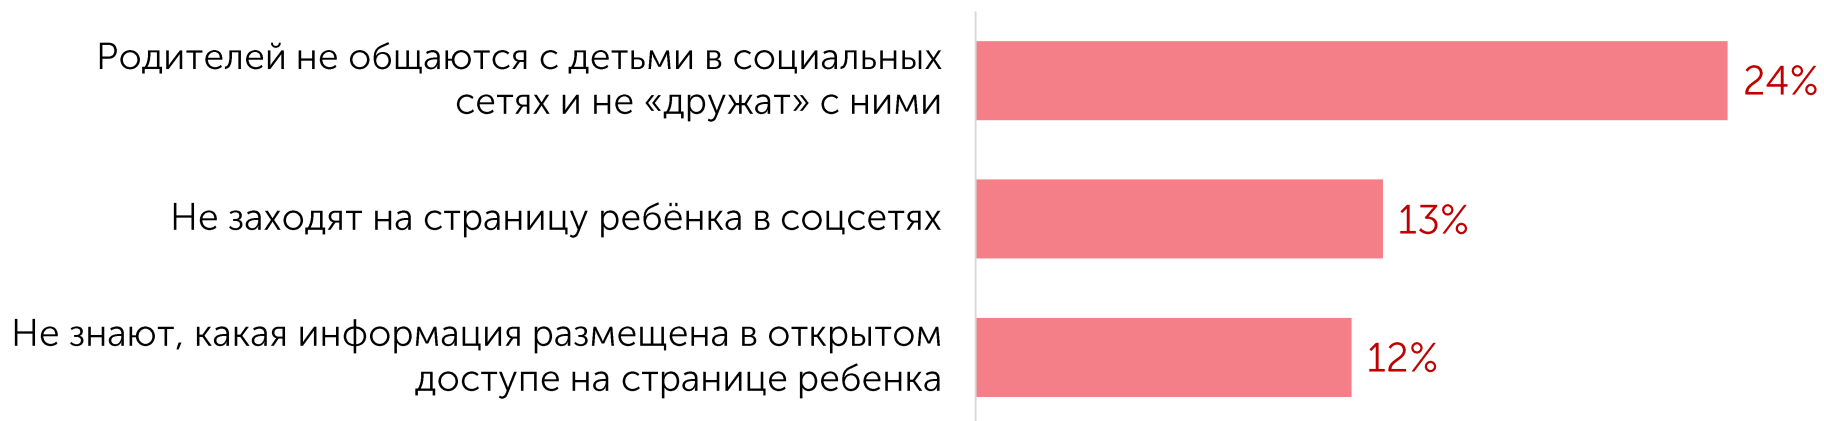 Родителей не общаются с детьми в социальных
сетях и не «дружат» с ними
24%
Не заходят на страницу ребёнка в соцсетях
13%
Не знают, какая информация размещена в открытом
доступе на странице ребенка
12%